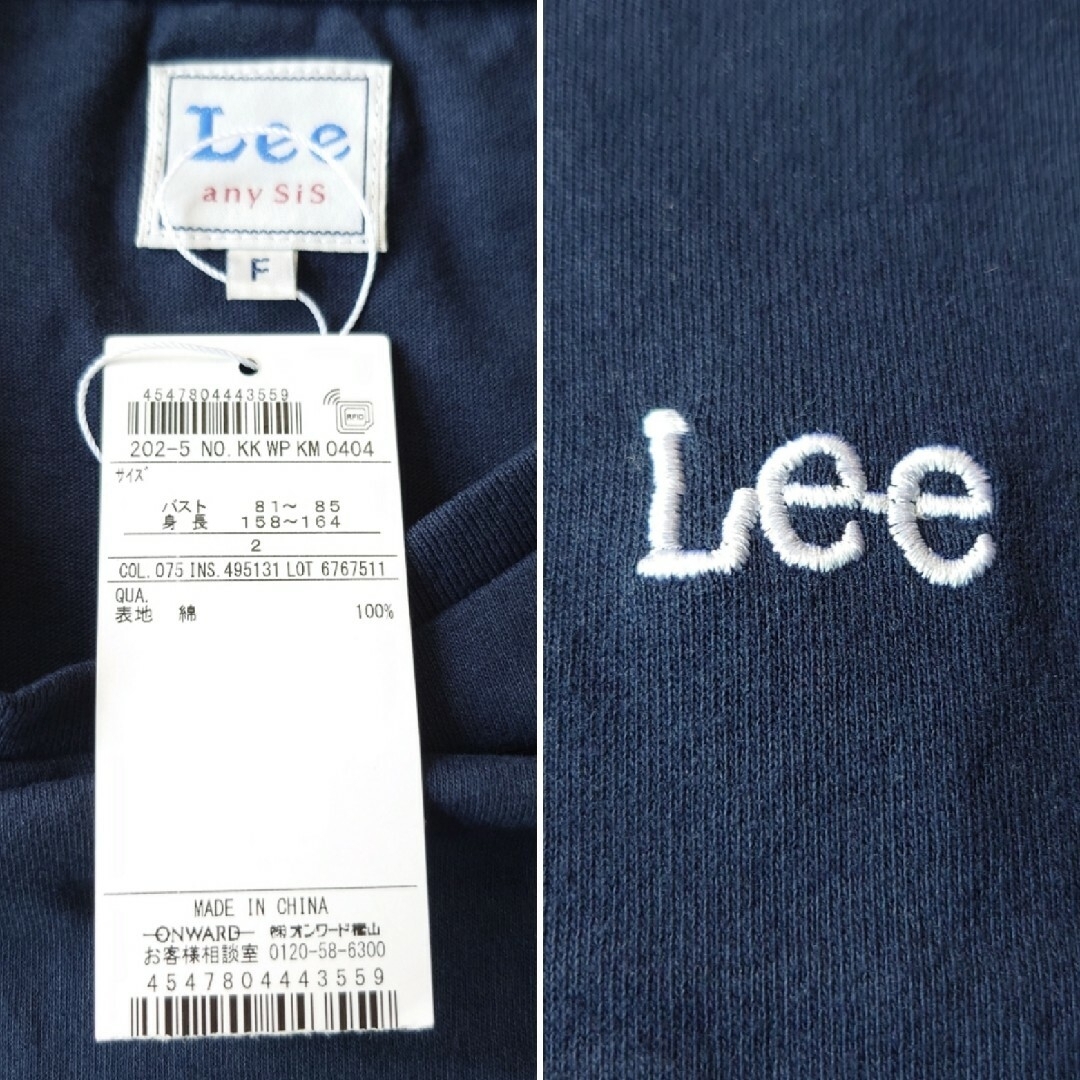 Lee
any SiS
F
4547804443559
RFID
202-5 NO. KK WP KM 0404
サイズ
バスト 81～ 85
身長 158～164
2
COL. 075 INS. 495131 LOT 6767511
QUA.
表地 綿 100%
MADE IN CHINA
ONWARD ㈱オンワード樫山
お客様相談室 0120-58-6300
4547804443559
Lee